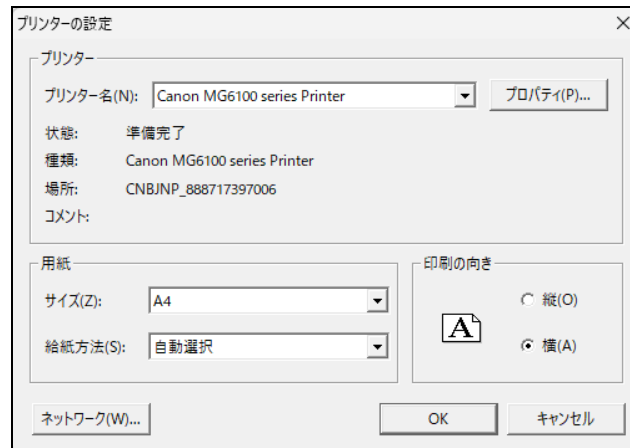 プリンターの設定
プリンター
プリンター名(N): Canon MG6100 series Printer プロパティ(P)...
状態: 準備完了
種類: Canon MG6100 series Printer
場所: CNBJNP_888717397006
コメント:
用紙
サイズ(Z): A4
給紙方法(S): 自動選択
印刷の向き
A
縦(O)
横(A)
ネットワーク(W)... OK キャンセル